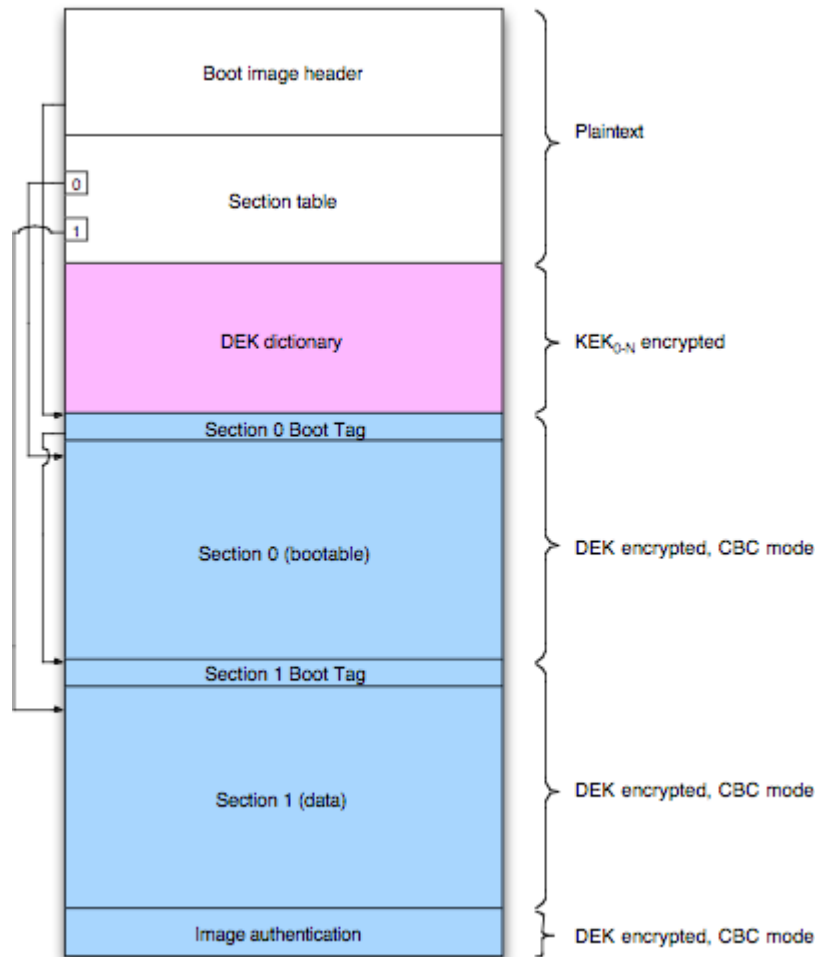 Boot image header
Plaintext
0
Section table
1
DEK dictionary
KEK0-N encrypted
Section 0 Boot Tag
Section 0 (bootable)
DEK encrypted, CBC mode
Section 1 Boot Tag
Section 1 (data)
DEK encrypted, CBC mode
Image authentication
DEK encrypted, CBC mode